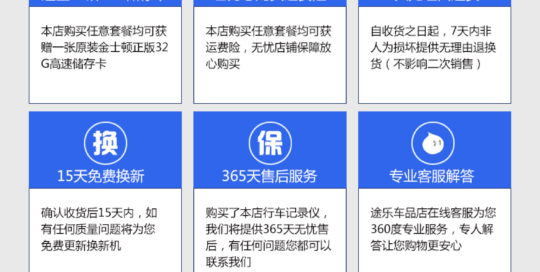 本店购买任意套餐均可获
赠一张原装金士顿正版32
G高速储存卡
本店购买任意套餐均可获
运费险，无忧店铺保障放
心购买
自收货之日起，7天内非
人为损坏提供无理由退换
货（不影响二次销售）
换
15天免费换新
确认收货后15天内，如
有任何质量问题将为您
免费更新换新机
保
365天售后服务
购买了本店行车记录仪，
我们将提供365天无忧售
后，有任何问题您都可以
联系我们
专业客服解答
途乐车品店在线客服为您
360度专业服务，专人解
答让您购物更安心